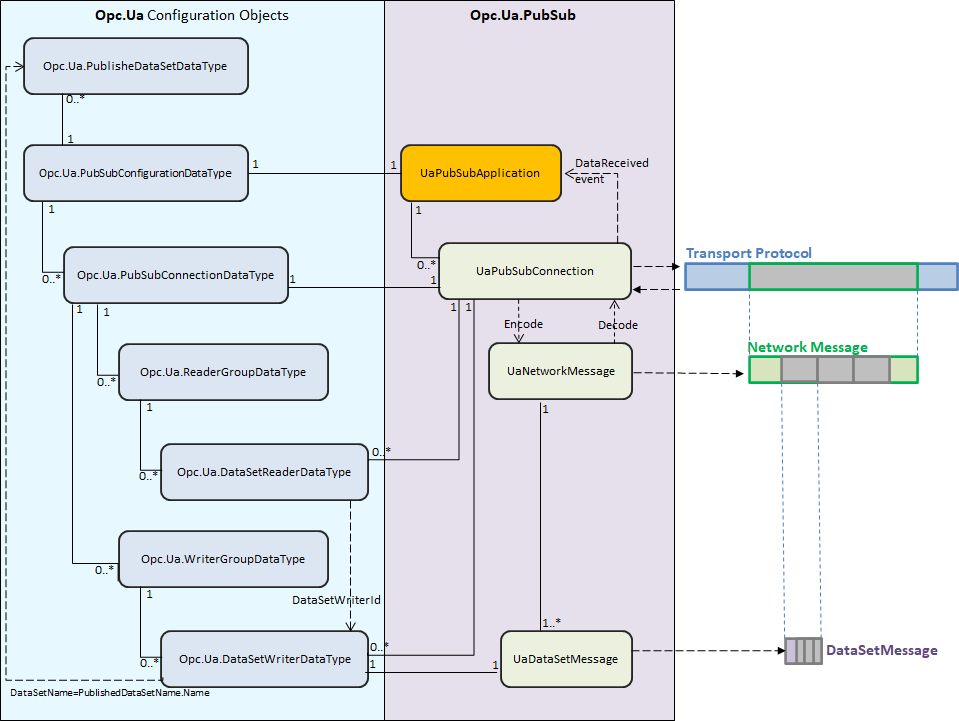 Opc.Ua Configuration Objects
Opc.Ua.PubSub
Opc.Ua.PublisheDataSetDataType
0..*
1
Opc.Ua.PubSubConfigurationDataType
1
1
UaPubSubApplication
DataReceived
event
1
1
0..*
0..*
Opc.Ua.PubSubConnectionDataType
1
1
UaPubSubConnection
Transport Protocol
1
1
1
1
Encode
Decode
Network Message
Opc.Ua.ReaderGroupDataType
0..*
UaNetworkMessage
1
1
0..*
Opc.Ua.DataSetReaderDataType
0..*
Opc.Ua.WriterGroupDataType
0..*
1
DataSetWriterId
1..*
0..*
Opc.Ua.DataSetWriterDataType
0..*
1
1
UaDataSetMessage
DataSetMessage
DataSetName=PublishedDataSetName.Name